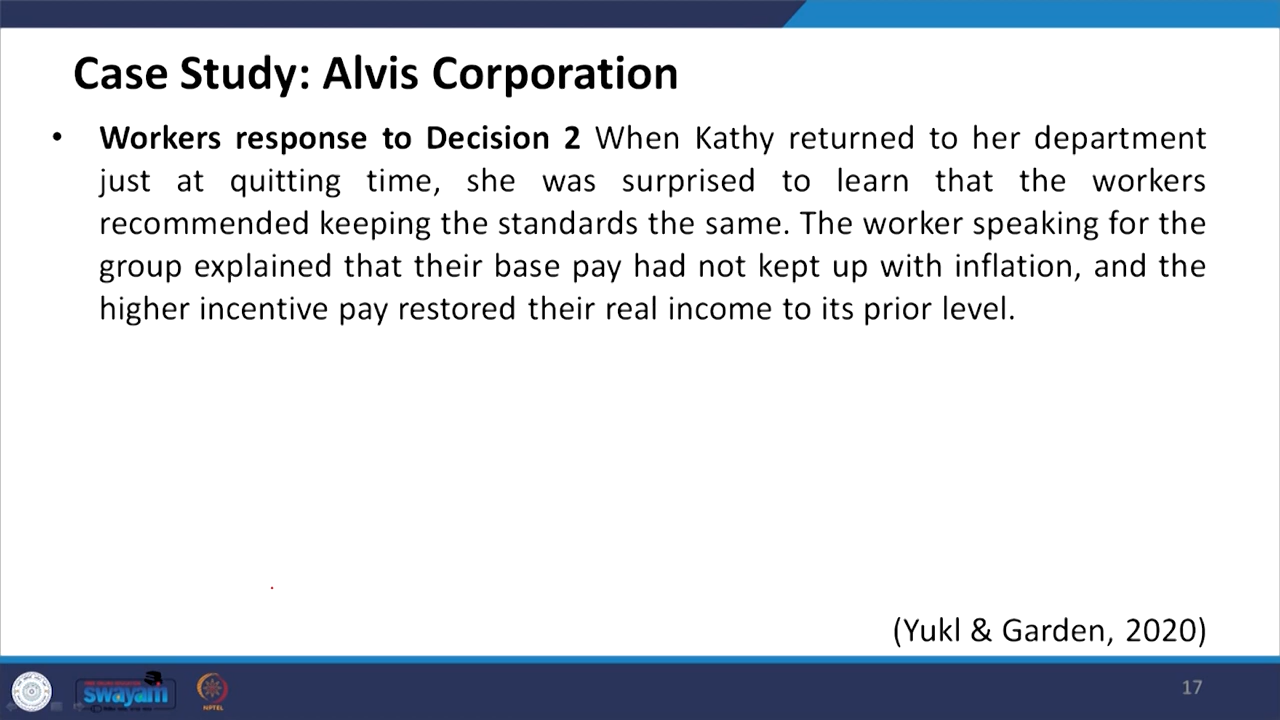 Case Study: Alvis Corporation
• Workers response to Decision 2 When Kathy returned to her department
just at quitting time, she was surprised to learn that the workers
recommended keeping the standards the same. The worker speaking for the
group explained that their base pay had not kept up with inflation, and the
higher incentive pay restored their real income to its prior level.
(Yukl & Garden, 2020)
swayam
NPTEL
17